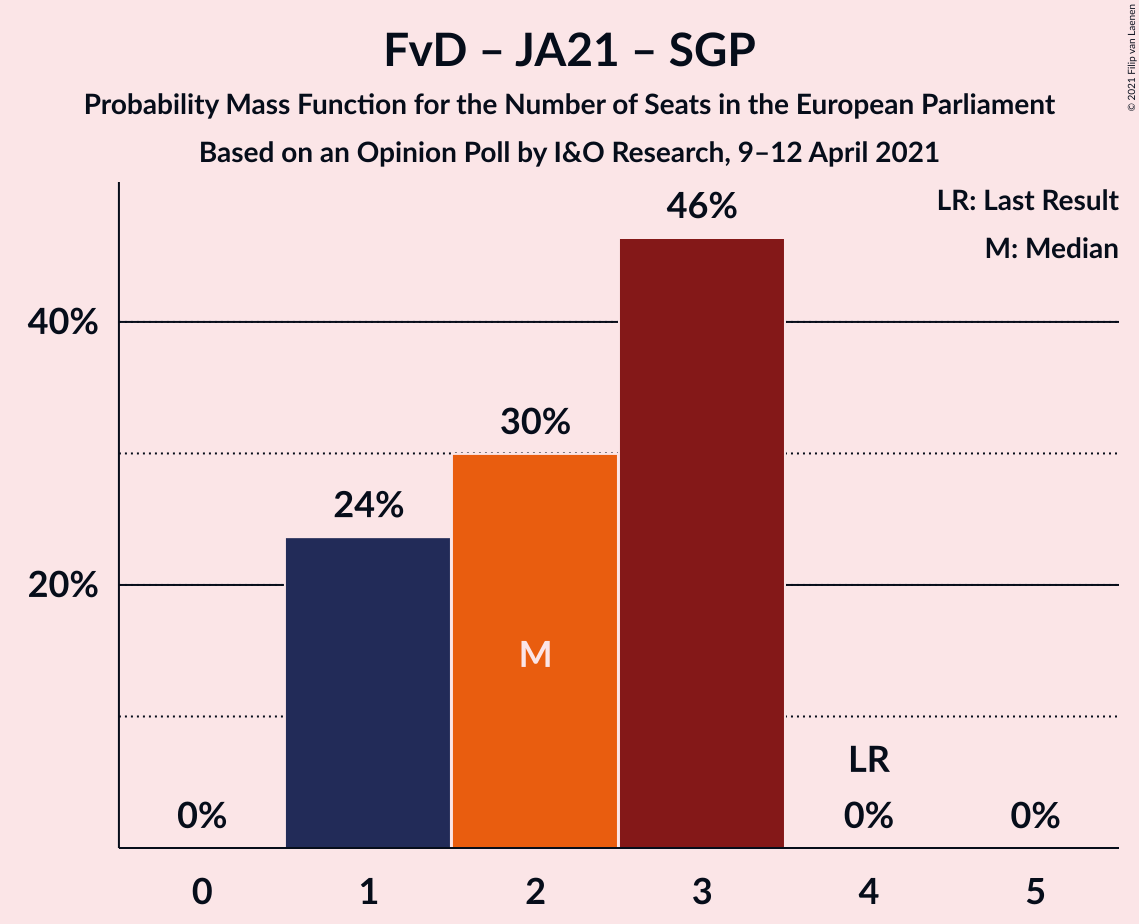 FvD – JA21 – SGP
Probability Mass Function for the Number of Seats in the European Parliament
Based on an Opinion Poll by I&O Research, 9–12 April 2021
© 2021 Filip van Laenen
LR: Last Result
M: Median
46%
40%
30%
24%
20%
M
LR
0%
0%
0%
0 1 2 3 4 5